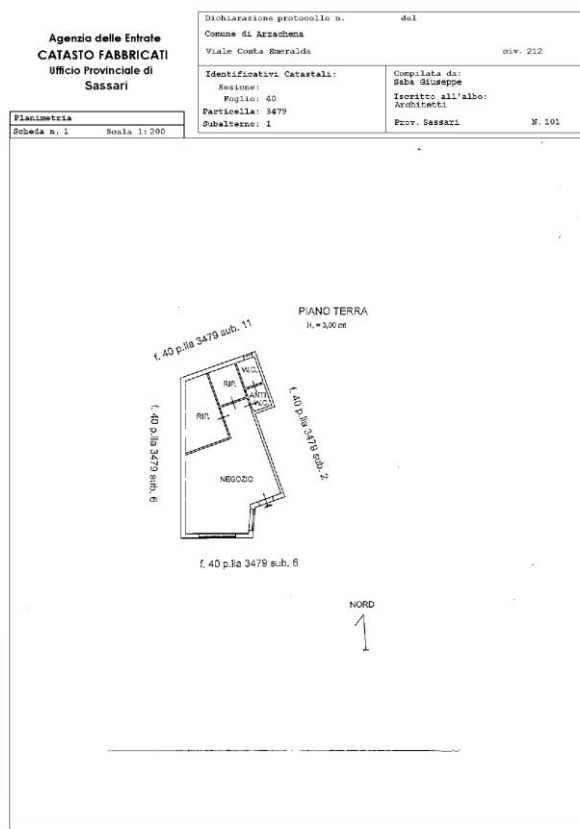 Agenzia delle Entrate
CATASTO FABBRICATI
Ufficio Provinciale di
Sassari
Dichiarazione protocollo n. del
Comune di Arzachena
Viale Costa Smeralda civ. 212
Identificativi Catastali:
Sezione:
Foglio: 40
Particella: 3479
Subalterno: 1
Compilata da:
Saba Giuseppe
Iscritto all'albo:
Architetti
Prov. Sassari N. 101
Planimetria
Scheda n. 1 Scala 1:200
PIANO TERRA
H. = 3,00 mt
f. 40 p.lla 3479 sub. 11
W.C.
RIP.
ANTI
W.C.
RIP.
f. 40 p.lla 3479 sub. 6
f. 40 p.lla 3479 sub. 2
NEGOZIO
f. 40 p.lla 3479 sub. 6
NORD